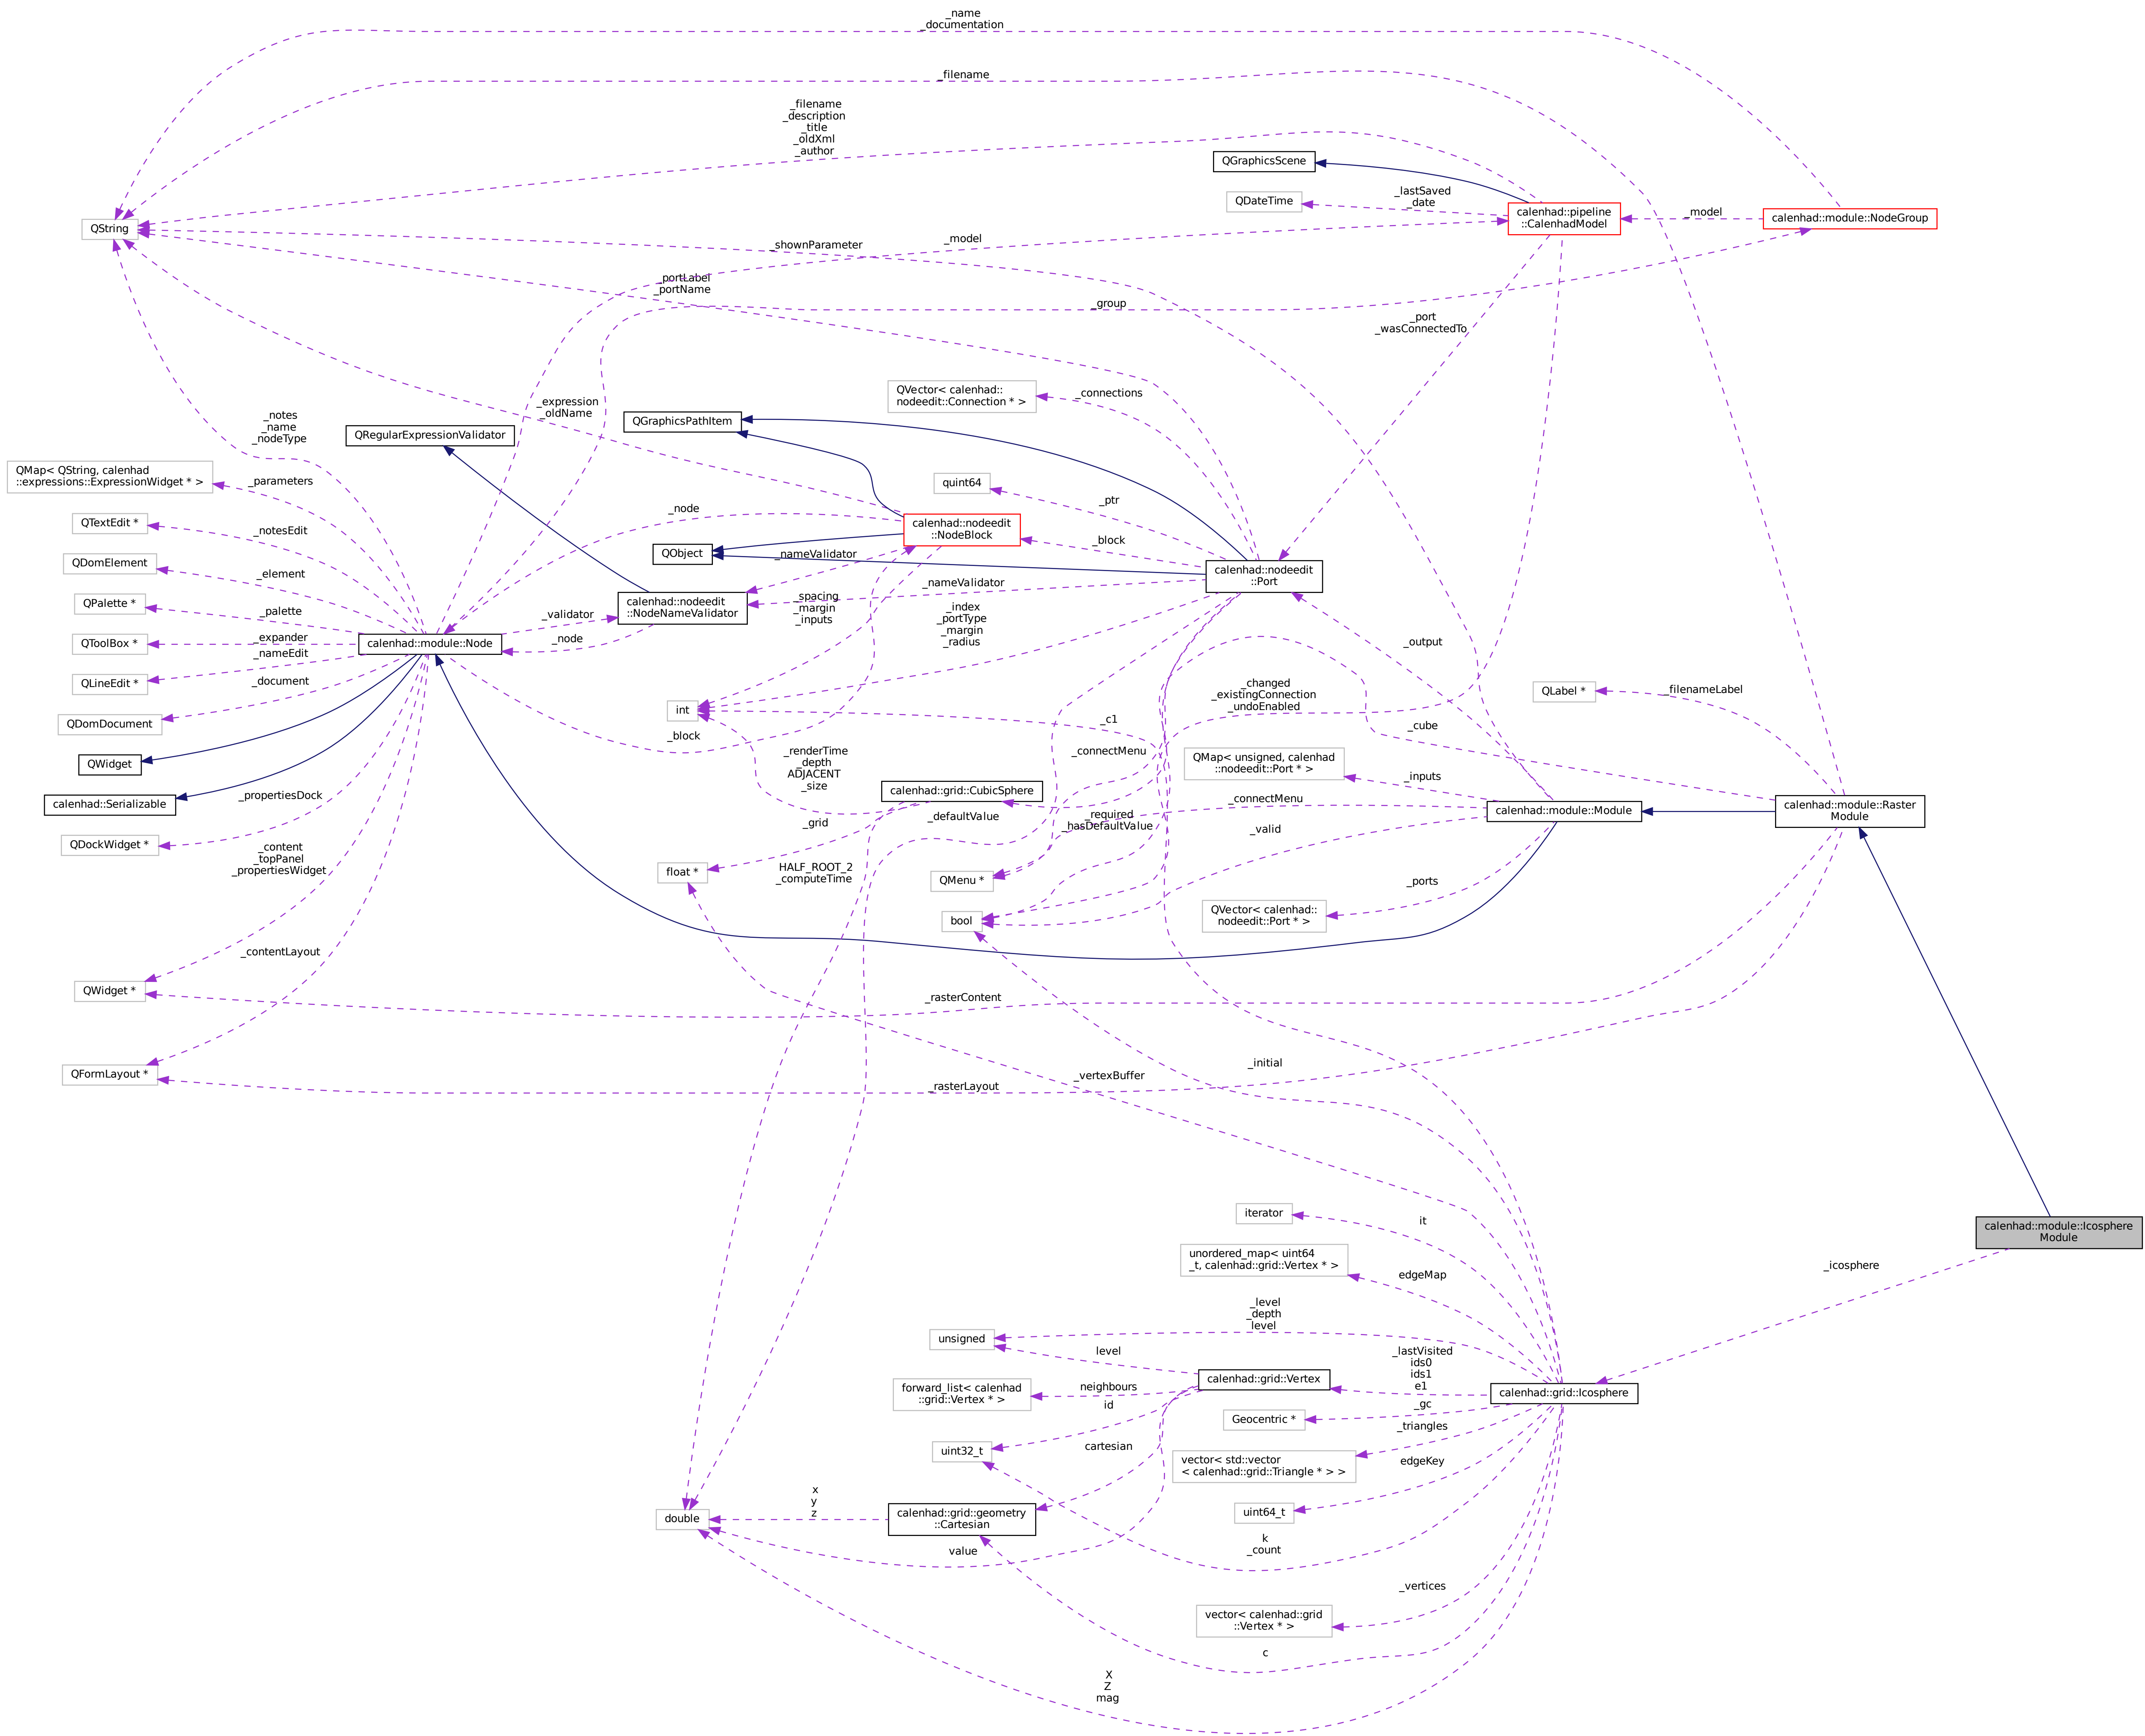 _name
_documentation
_filename
_filename
_description
_title
_oldXml
_author
QGraphicsScene
QDateTime
_lastSaved
_date
calenhad::pipeline
::CalenhadModel
_model
calenhad::module::NodeGroup
QString
_shownParameter
_model
_portLabel
_portName
_group
_port
_wasConnectedTo
QVector< calenhad::
nodeedit::Connection * >
_connections
_expression
_oldName
QGraphicsPathItem
_notes
_name
_nodeType
QRegularExpressionValidator
QMap< QString, calenhad
::expressions::ExpressionWidget * >
_parameters
quint64
_ptr
_node
calenhad::nodeedit
::NodeBlock
QTextEdit *
_notesEdit
_block
QObject
_nameValidator
QDomElement
_element
calenhad::nodeedit
::Port
_nameValidator
QPalette *
_palette
_validator
calenhad::nodeedit
::NodeNameValidator
_spacing
_margin
_inputs
_index
_portType
_margin
_radius
QToolBox *
_expander
calenhad::module::Node
_node
_output
_nameEdit
QLineEdit *
_document
QDomDocument
int
_changed
_existingConnection
_undoEnabled
QLabel *
_filenameLabel
_c1
_cube
_block
_connectMenu
QWidget
_renderTime
_depth
ADJACENT
_size
QMap< unsigned, calenhad
::nodeedit::Port * >
_inputs
calenhad::grid::CubicSphere
_propertiesDock
calenhad::Serializable
_connectMenu
calenhad::module::Module
calenhad::module::Raster
Module
_grid
_defaultValue
_required
_hasDefaultValue
_valid
QDockWidget *
_content
_topPanel
_propertiesWidget
float *
HALF_ROOT_2
_computeTime
QMenu *
_ports
bool
QVector< calenhad::
nodeedit::Port * >
_contentLayout
QWidget *
_rasterContent
QFormLayout *
_rasterLayout
_vertexBuffer
_initial
iterator
it
calenhad::module::Icosphere
Module
unordered_map< uint64
_t, calenhad::grid::Vertex * >
edgeMap
_icosphere
_level
_depth
level
unsigned
level
_lastVisited
ids0
ids1
e1
calenhad::grid::Vertex
forward_list< calenhad
::grid::Vertex * >
neighbours
id
calenhad::grid::Icosphere
Geocentric *
_gc
_triangles
uint32_t
cartesian
vector< std::vector
< calenhad::grid::Triangle * > >
edgeKey
x
y
z
uint64_t
double
calenhad::grid::geometry
::Cartesian
value
k
_count
_vertices
vector< calenhad::grid
::Vertex * >
c
X
Z
mag